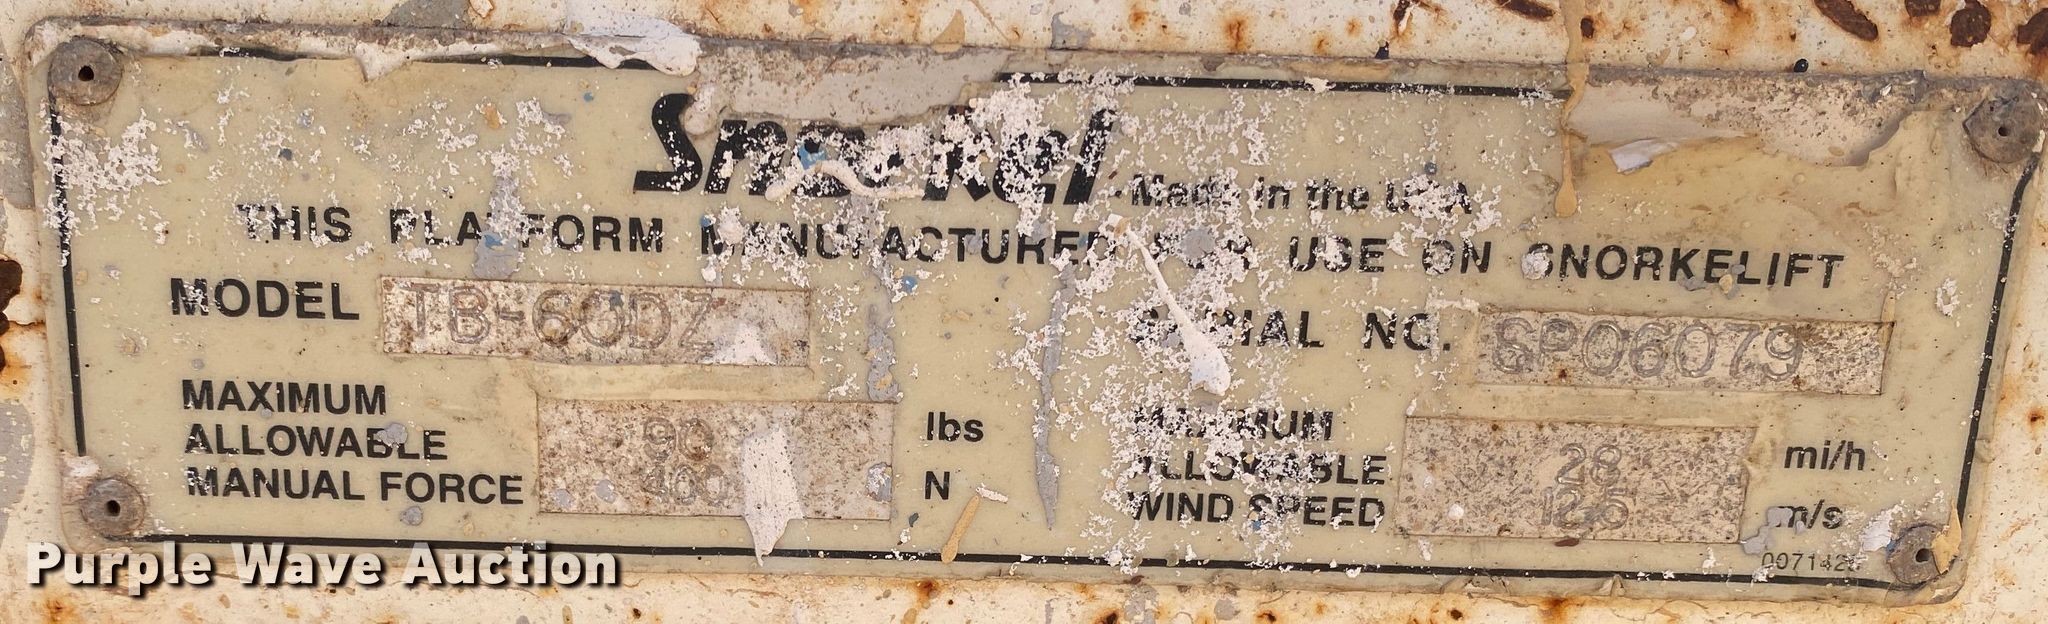 Snorkel Made in the USA
THIS PLATFORM MANUFACTURED FOR USE ON SNORKELIFT
MODEL TB-60DZ SERIAL NO. SP06079
MAXIMUM
ALLOWABLE
MANUAL FORCE
90 lbs
400 N
MAXIMUM
ALLOWABLE
WIND SPEED
28 mi/h
12.5 m/s
Purple Wave Auction